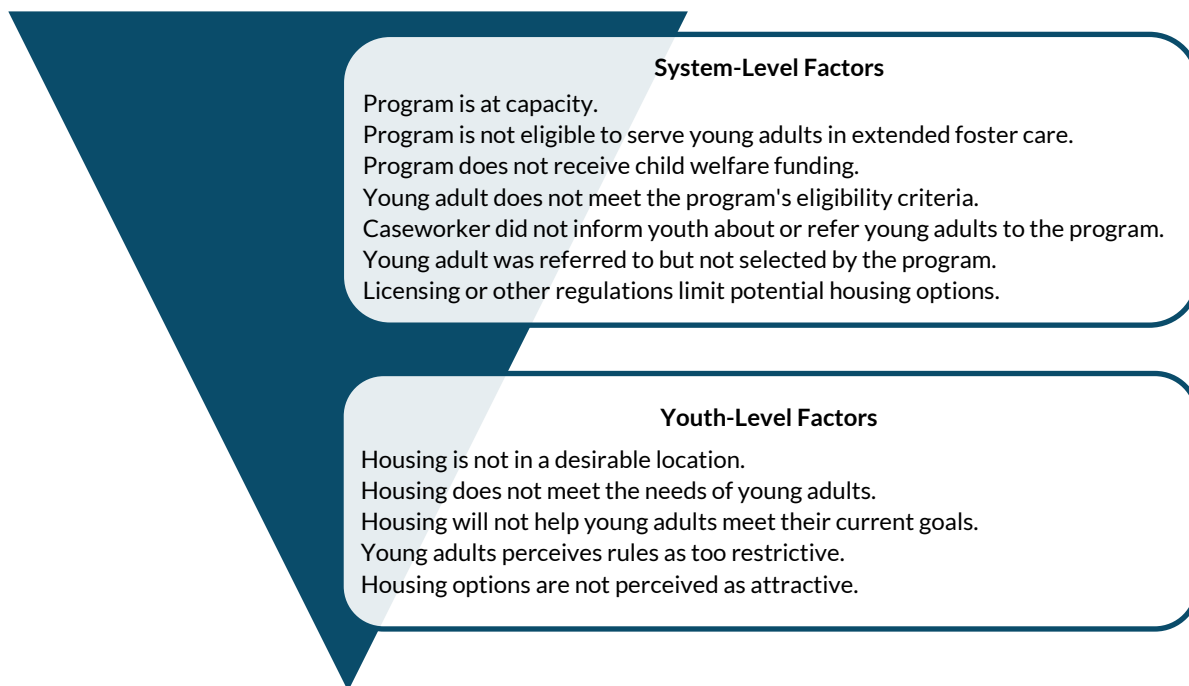 System-Level Factors
Program is at capacity.
Program is not eligible to serve young adults in extended foster care.
Program does not receive child welfare funding.
Young adult does not meet the program's eligibility criteria.
Caseworker did not inform youth about or refer young adults to the program.
Young adult was referred to but not selected by the program.
Licensing or other regulations limit potential housing options.
Youth-Level Factors
Housing is not in a desirable location.
Housing does not meet the needs of young adults.
Housing will not help young adults meet their current goals.
Young adults perceives rules as too restrictive.
Housing options are not perceived as attractive.